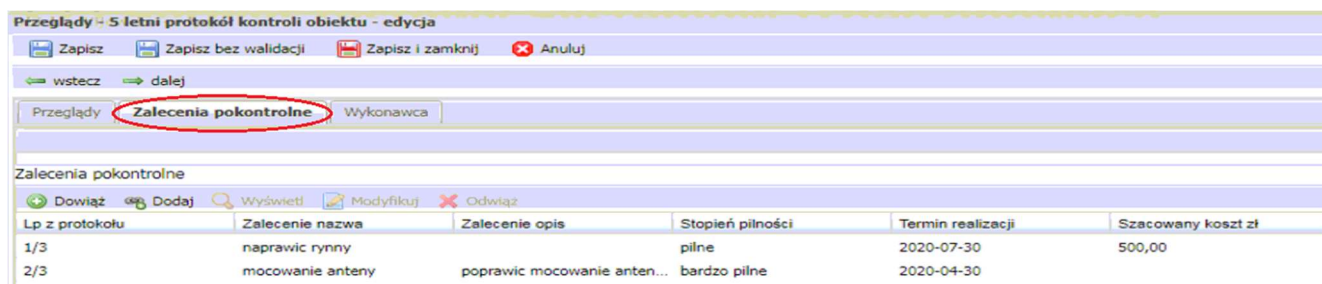 Przeglądy - 5 letni protokół kontroli obiektu - edycja
Zapisz Zapisz bez walidacji Zapisz i zamknij Anuluj
wstecz dalej
Przeglądy Zalecenia pokontrolne Wykonawca
Zalecenia pokontrolne
Dowiąż Dodaj Wyświetl Modyfikuj Odwiąż
Lp z protokołu Zalecenie nazwa Zalecenie opis Stopień pilności Termin realizacji Szacowany koszt zł
1/3 naprawic rynny pilne 2020-07-30 500,00
2/3 mocowanie anteny poprawic mocowanie anten... bardzo pilne 2020-04-30